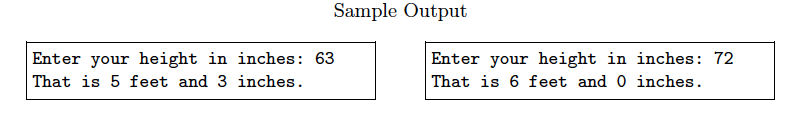 Sample Output
Enter your height in inches: 63
That is 5 feet and 3 inches.
Enter your height in inches: 72
That is 6 feet and 0 inches.